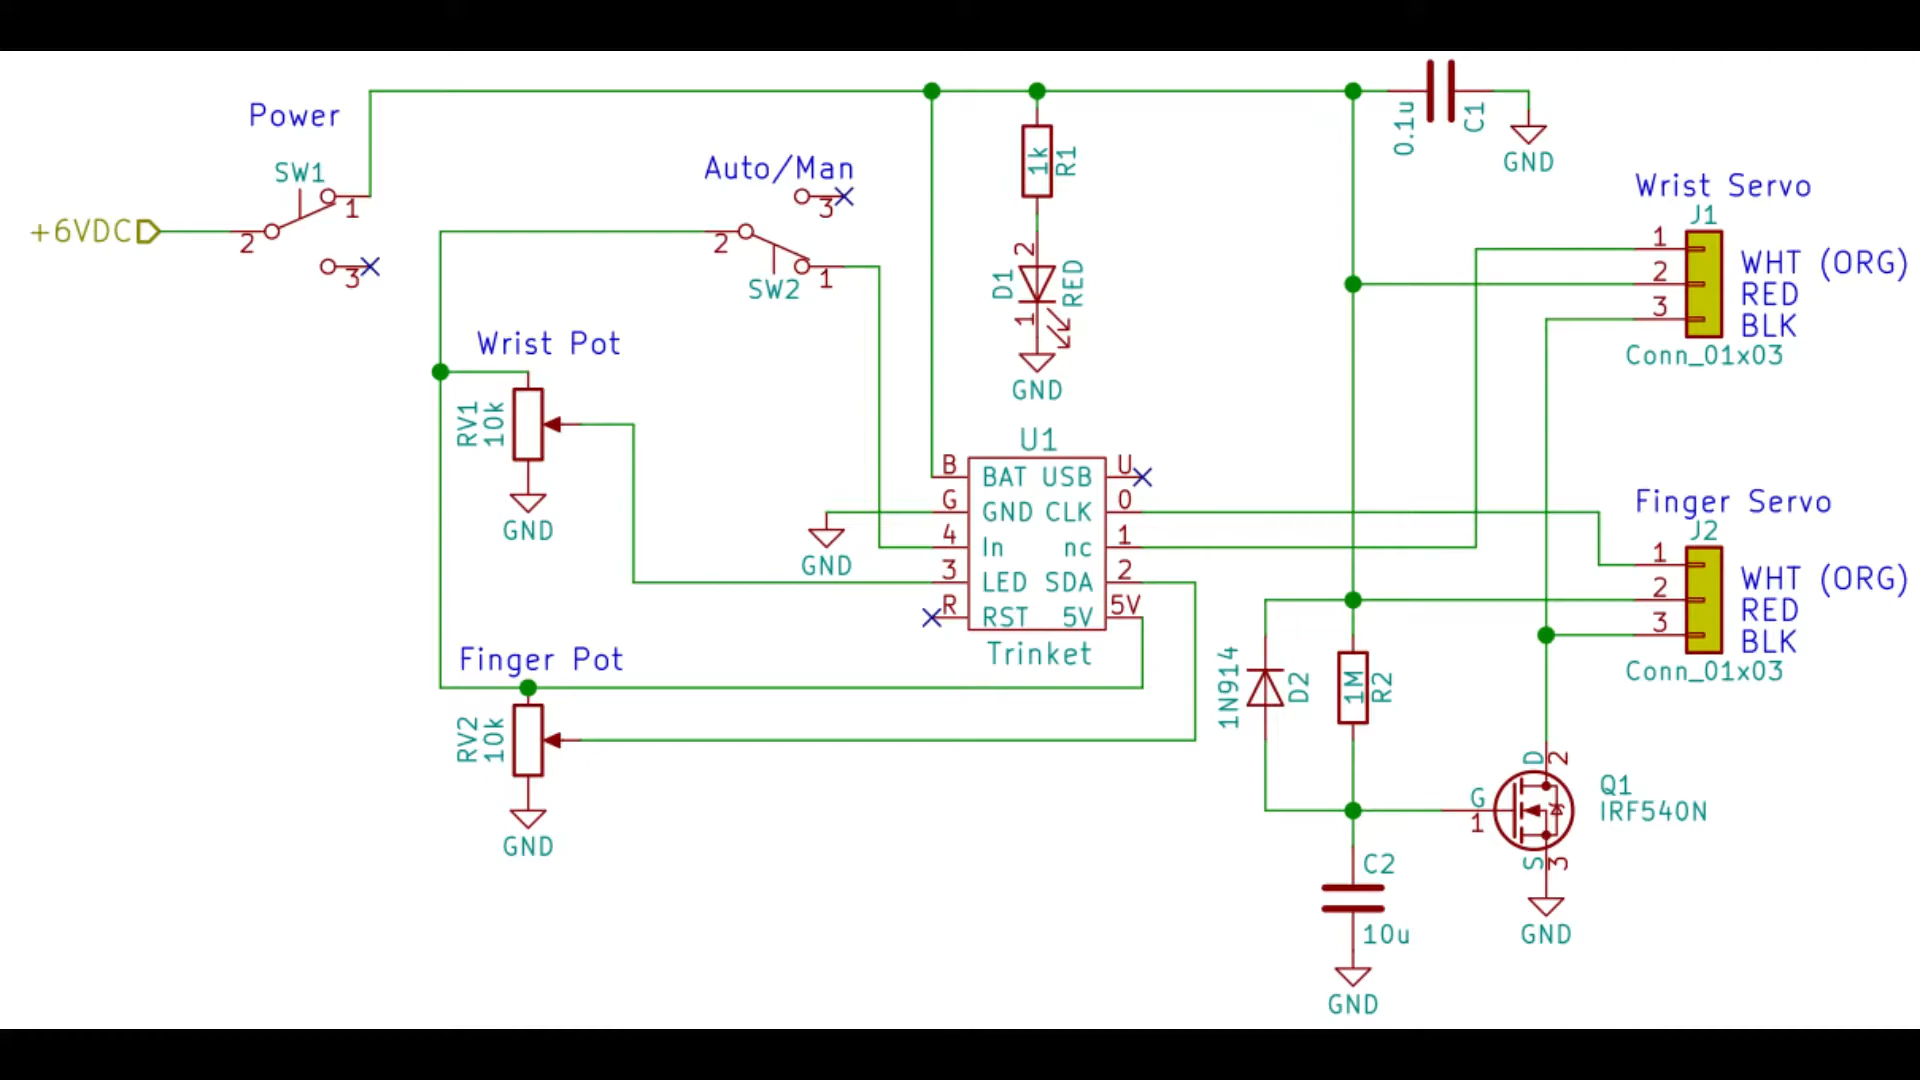 Power
SW1
1
+6VDC
2
3
Auto/Man
3
2
1
SW2
0.1u
C1
GND
1k
R1
2
D1
RED
1
GND
Wrist Servo
J1
1
2
3
WHT (ORG)
RED
BLK
Conn_01x03
Wrist Pot
RV1
10k
GND
U1
B
BAT USB
U
G
GND CLK
0
4
In nc
1
3
LED SDA
2
R
RST 5V
5V
Trinket
GND
Finger Servo
J2
1
2
3
WHT (ORG)
RED
BLK
Conn_01x03
Finger Pot
RV2
10k
GND
1N914
D2
1M
R2
D
2
G
1
Q1
IRF540N
S
3
GND
C2
10u
GND